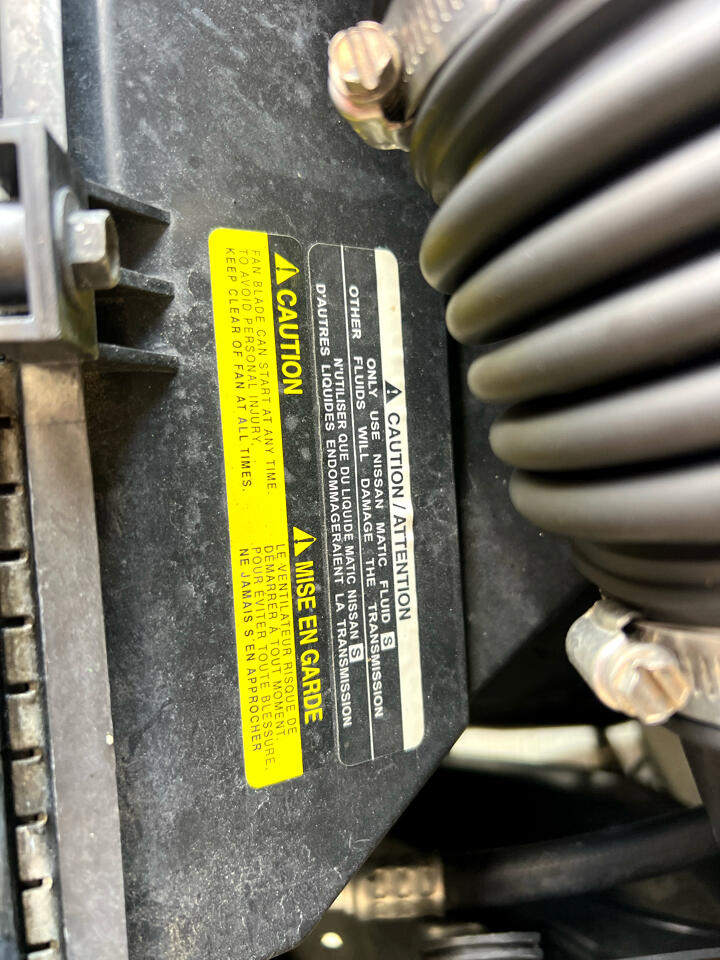 ⚠ CAUTION / ATTENTION
ONLY USE NISSAN MATIC FLUID S
OTHER FLUIDS WILL DAMAGE THE TRANSMISSION
N'UTILISER QUE DU LIQUIDE MATIC NISSAN S
D'AUTRES LIQUIDES ENDOMMAGERAIENT LA TRANSMISSION
⚠ CAUTION
FAN BLADE CAN START AT ANY TIME.
TO AVOID PERSONAL INJURY,
KEEP CLEAR OF FAN AT ALL TIMES.
⚠ MISE EN GARDE
LE VENTILATEUR RISQUE DE
DÉMARRER À TOUT MOMENT.
POUR ÉVITER TOUTE BLESSURE,
NE JAMAIS S'EN APPROCHER